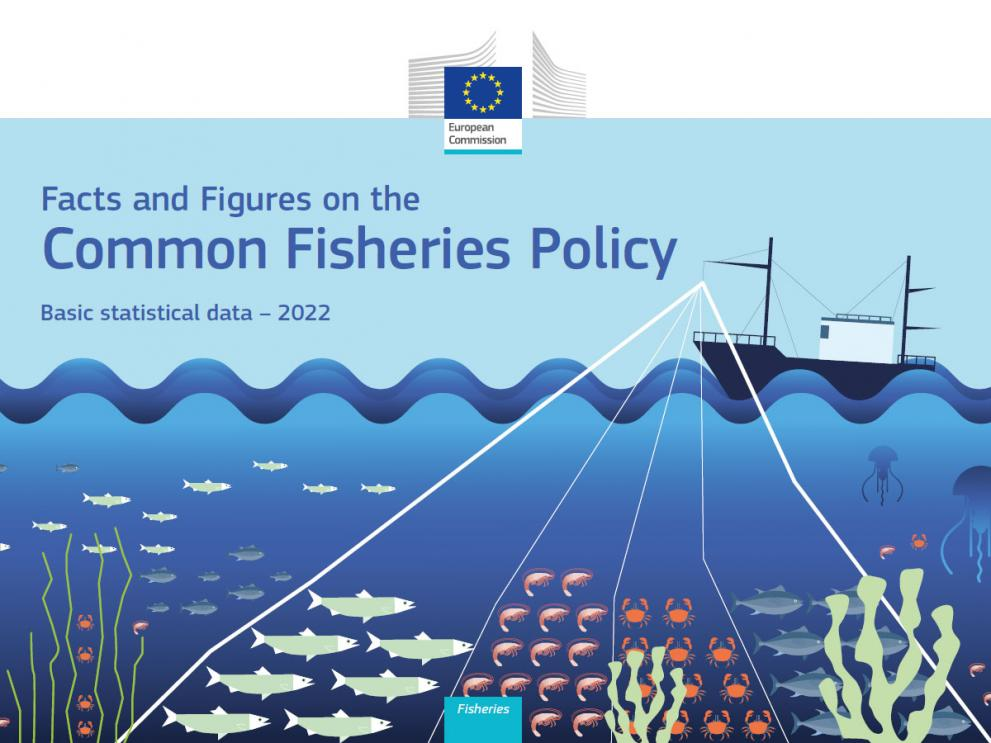 European
Commission
Facts and Figures on the
Common Fisheries Policy
Basic statistical data – 2022
Fisheries